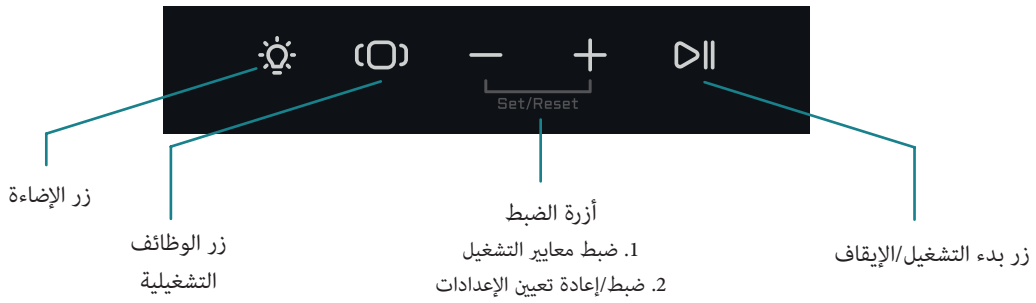 Set/Reset
زر الإضاءة
زر الوظائف
التشغيلية
أزرة الضبط
1. ضبط معايير التشغيل
2. ضبط/إعادة تعيين الإعدادات
زر بدء التشغيل/الإيقاف